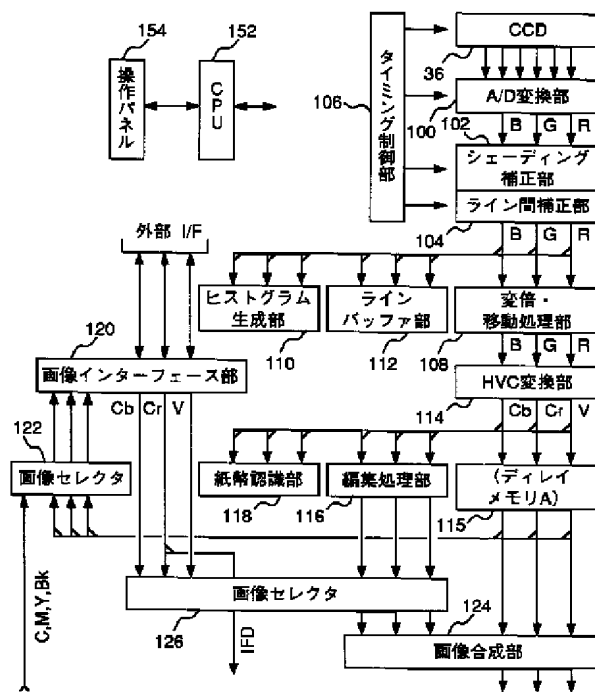 154
操作パネル
152
CPU
106
タイミング制御部
CCD
36
A/D変換部
100
B G R
102
シェーディング
補正部
ライン間補正部
104
B G R
外部 I/F
ヒストグラム
生成部
110
ライン
バッファ部
112
変倍・
移動処理部
108
B R
HVC変換部
114
Cb Cr V
120
画像インターフェース部
Cb Cr V
122
画像セレクタ
紙幣認識部
118
編集処理部
116
(ディレイ
メモリA)
115
C,M,Y,Bk
画像セレクタ
126
IFD
124
画像合成部